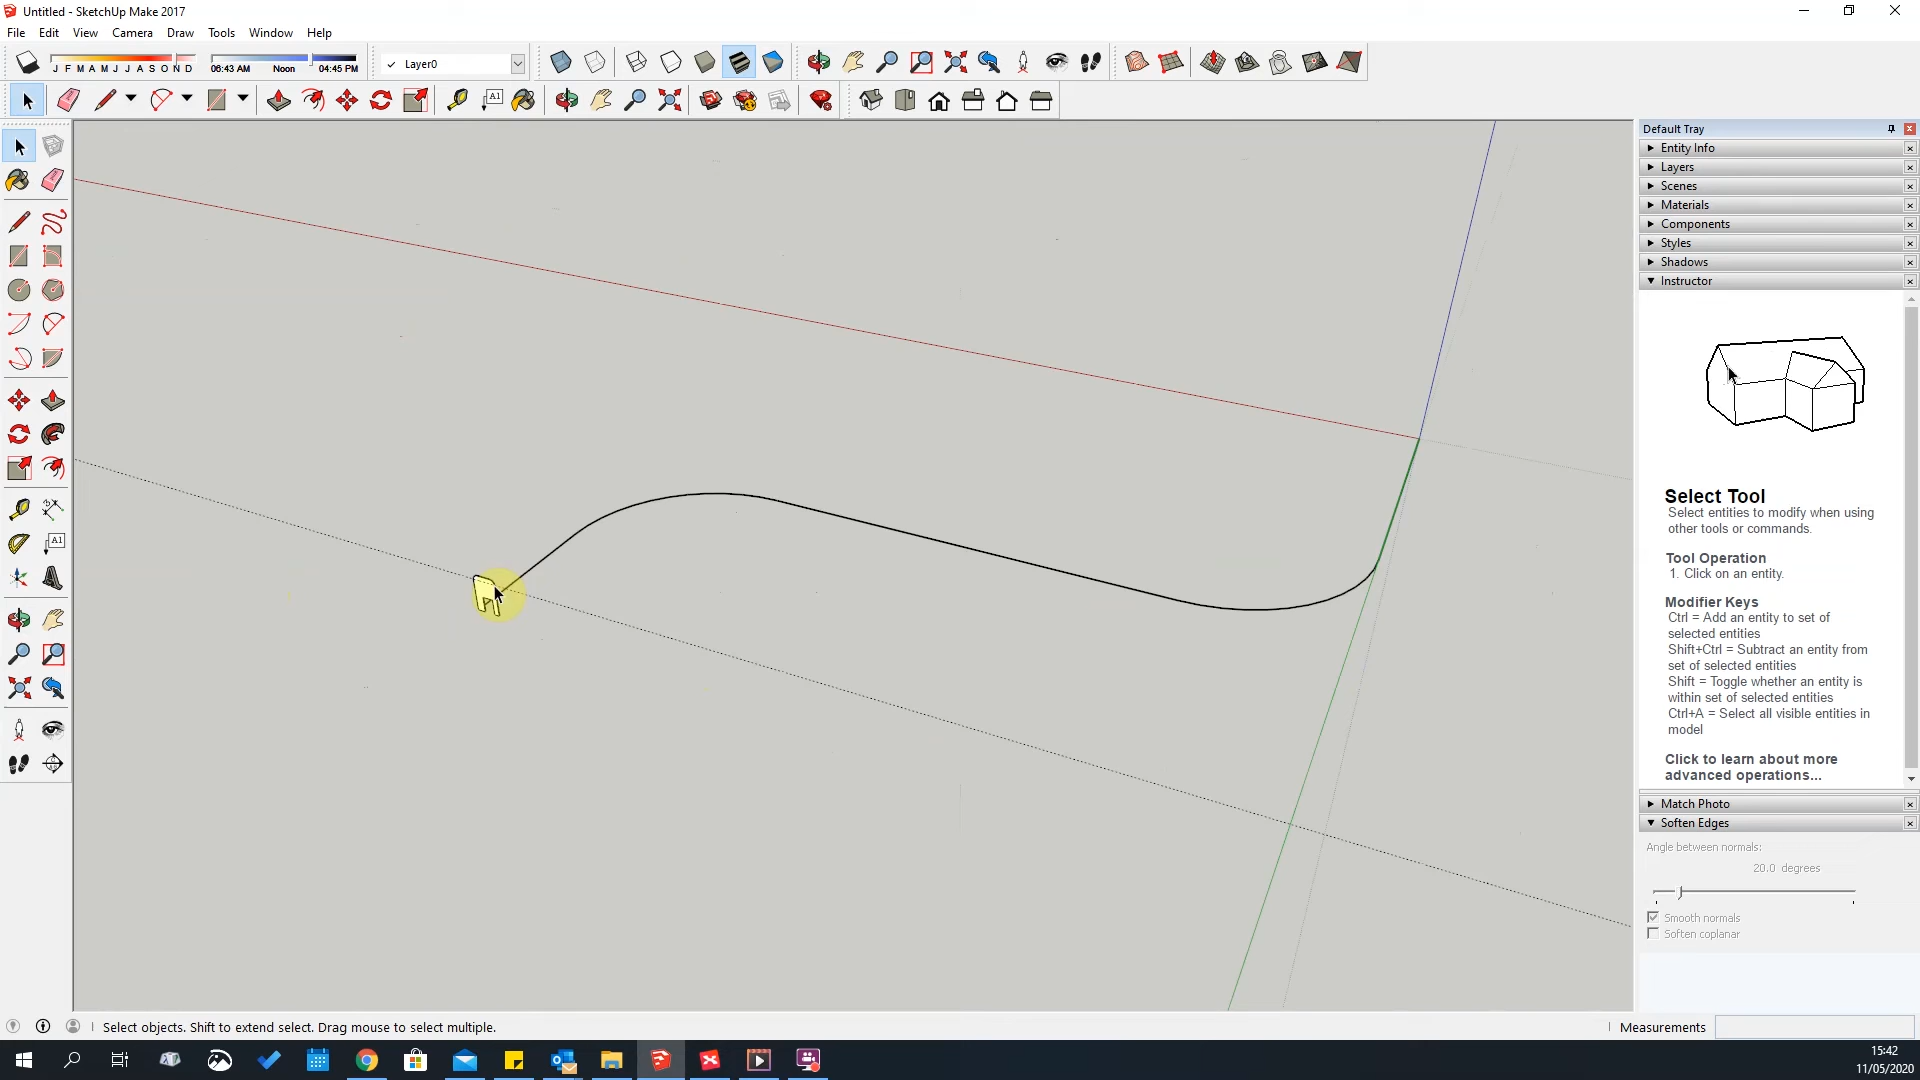 Untitled - SketchUp Make 2017
File Edit View Camera Draw Tools Window Help
J F M A M J J A S O N D
06:43 AM Noon 04:45 PM
Layer0
A1
Default Tray
Entity Info
Layers
Scenes
Materials
Components
Styles
Shadows
Instructor
A1
Select Tool
Select entities to modify when using
other tools or commands.
Tool Operation
1. Click on an entity.
Modifier Keys
Ctrl = Add an entity to set of
selected entities
Shift+Ctrl = Subtract an entity from
set of selected entities
Shift = Toggle whether an entity is
within set of selected entities
Ctrl+A = Select all visible entities in
model
Click to learn about more
advanced operations...
Match Photo
Soften Edges
Angle between normals:
20.0 degrees
Smooth normals
Soften coplanar
Select objects. Shift to extend select. Drag mouse to select multiple.
Measurements
15:42
11/05/2020